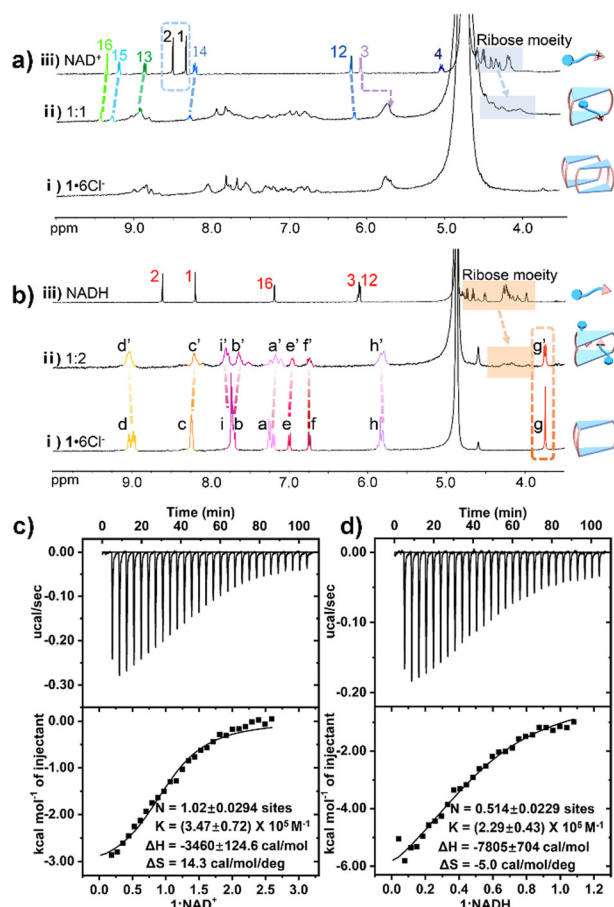 a)
16
15
13
2 1
14
12
3
4
iii) NAD+
Ribose moeity
ii) 1:1
i) 1•6Cl-
ppm 9.0 8.0 7.0 6.0 5.0 4.0
b)
iii) NADH
2
1
16
3 12
Ribose moeity
ii) 1:2
d' c' i' b' a' e' f' h' g'
i) 1•6Cl-
d c i b a e f h g
ppm 9.0 8.0 7.0 6.0 5.0 4.0
c)
Time (min)
0 20 40 60 80 100
0.00
-0.10
-0.20
-0.30
ucal/sec
0.00
-1.00
-2.00
-3.00
kcal mol-1 of injectant
N = 1.02±0.0294 sites
K = (3.47±0.72) X 10⁵ M-1
ΔH = -3460±124.6 cal/mol
ΔS = 14.3 cal/mol/deg
0.0 0.5 1.0 1.5 2.0 2.5 3.0
1:NAD+
d)
Time (min)
0 20 40 60 80 100
0.00
-0.10
-0.20
ucal/sec
-2.00
-4.00
-6.00
kcal mol-1 of injectant
N = 0.514±0.0229 sites
K = (2.29±0.43) X 10⁵ M-1
ΔH = -7805±704 cal/mol
ΔS = -5.0 cal/mol/deg
0.0 0.2 0.4 0.6 0.8 1.0 1.2
1:NADH